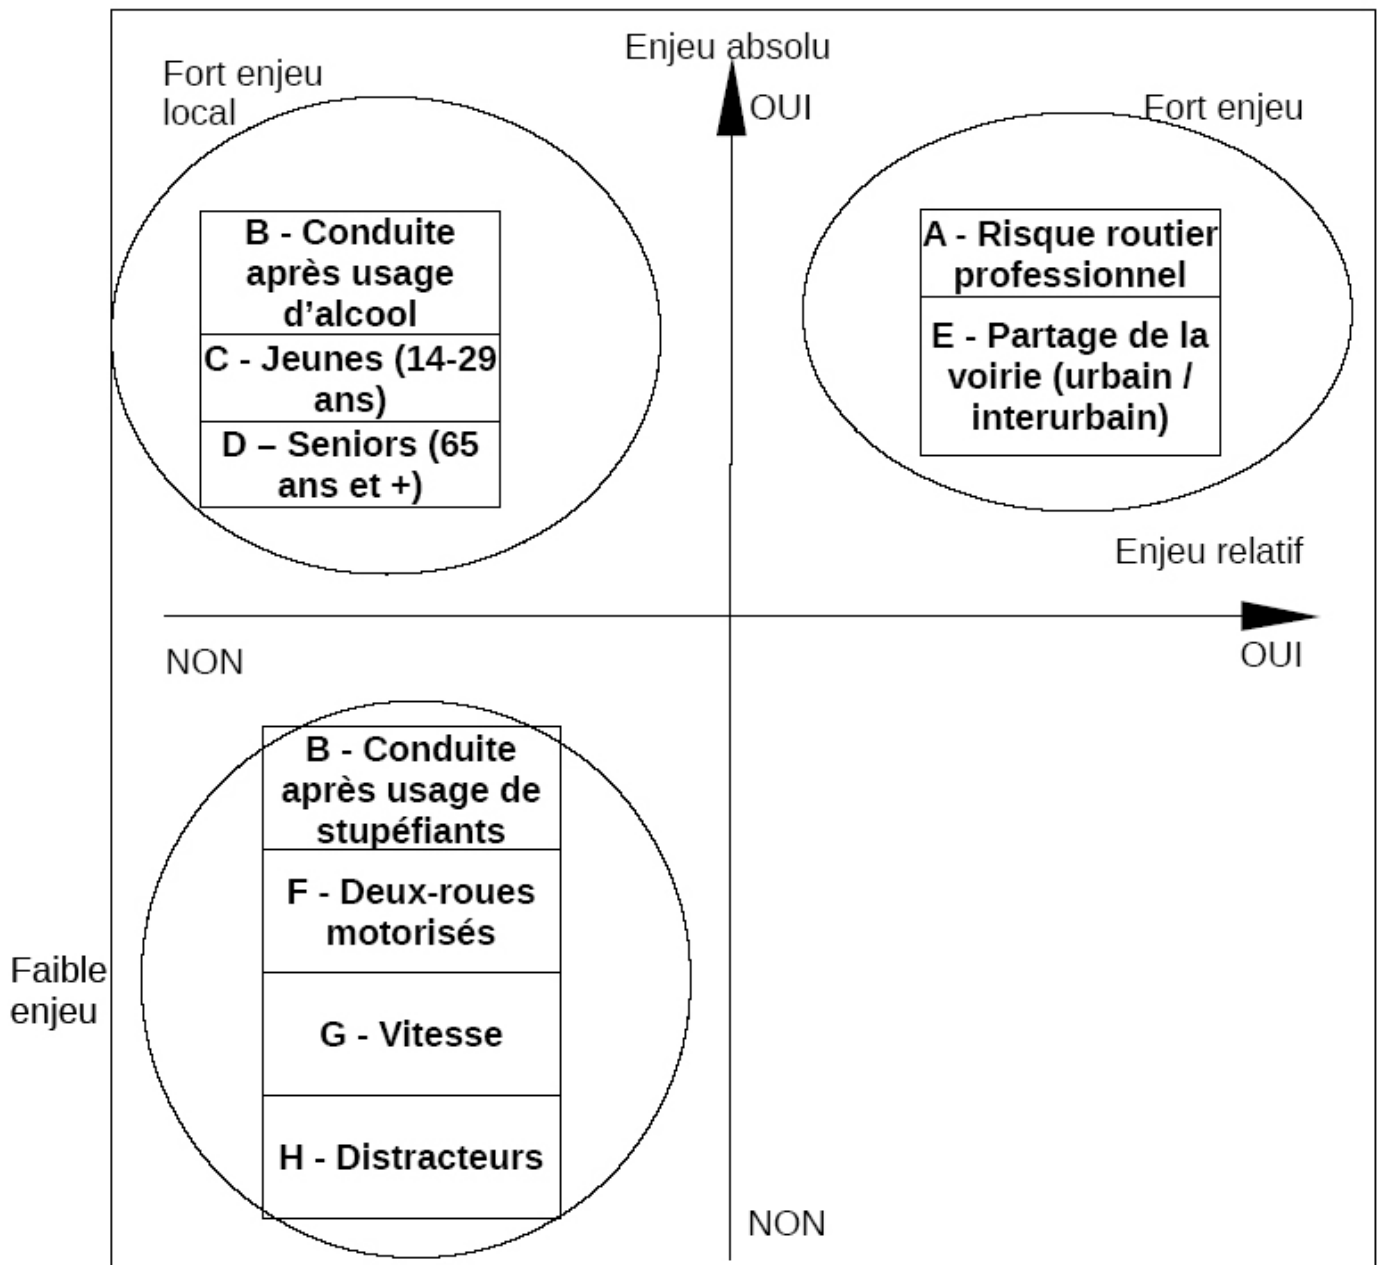 Enjeu absolu
OUI
Fort enjeu
local
Fort enjeu
B - Conduite
après usage
d’alcool
C - Jeunes (14-29
ans)
D – Seniors (65
ans et +)
A - Risque routier
professionnel
E - Partage de la
voirie (urbain /
interurbain)
Enjeu relatif
OUI
NON
B - Conduite
après usage de
stupéfiants
F - Deux-roues
motorisés
G - Vitesse
H - Distracteurs
Faible
enjeu
NON